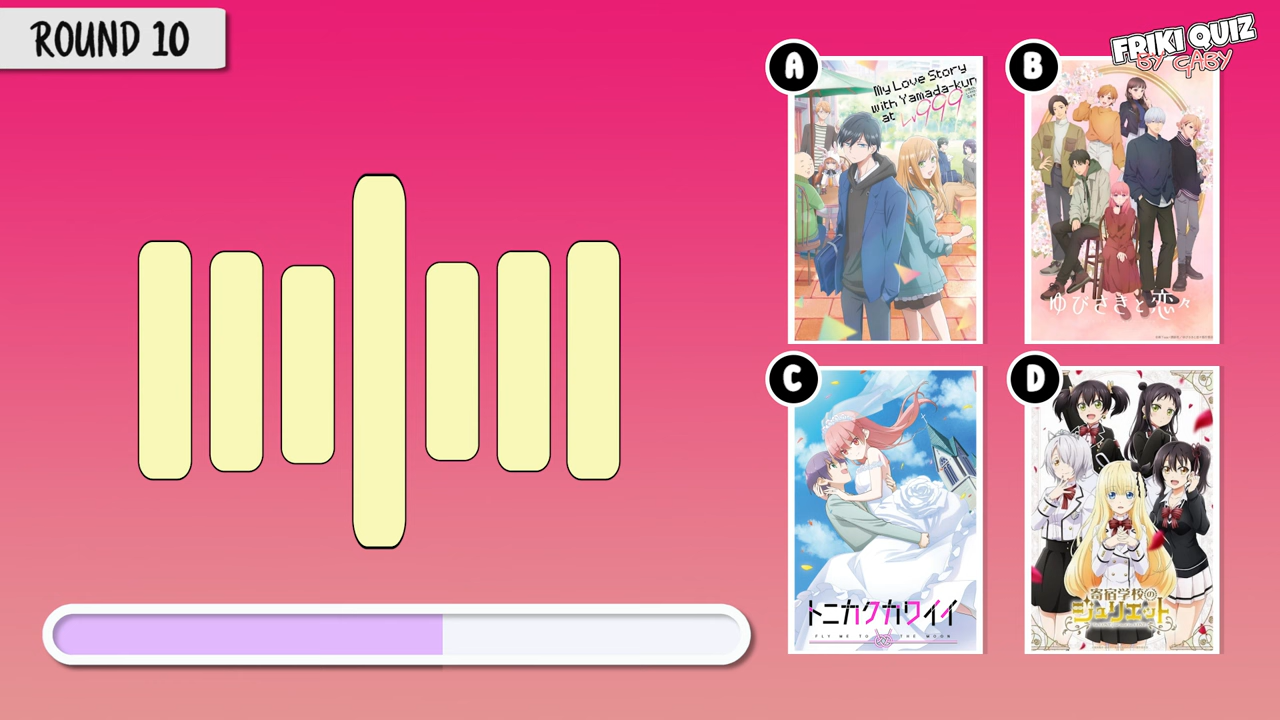 ROUND 10
FRIKI QUIZ
BY GABY
A
My Love Story
with Yamada-kun
at Lv999
B
ゆびさきと恋々
C
トニカクカワイイ
FLY ME TO THE MOON
D
寄宿学校の
ジュリエット